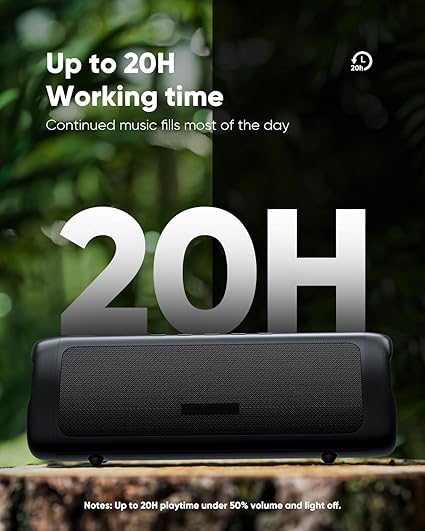 Up to 20H
Working time
Continued music fills most of the day
20h
20H
Notes: Up to 20H playtime under 50% volume and light off.